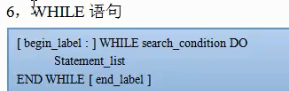 6，WHILE 语句
[ begin_label : ] WHILE search_condition DO
Statement_list
END WHILE [ end_label ]